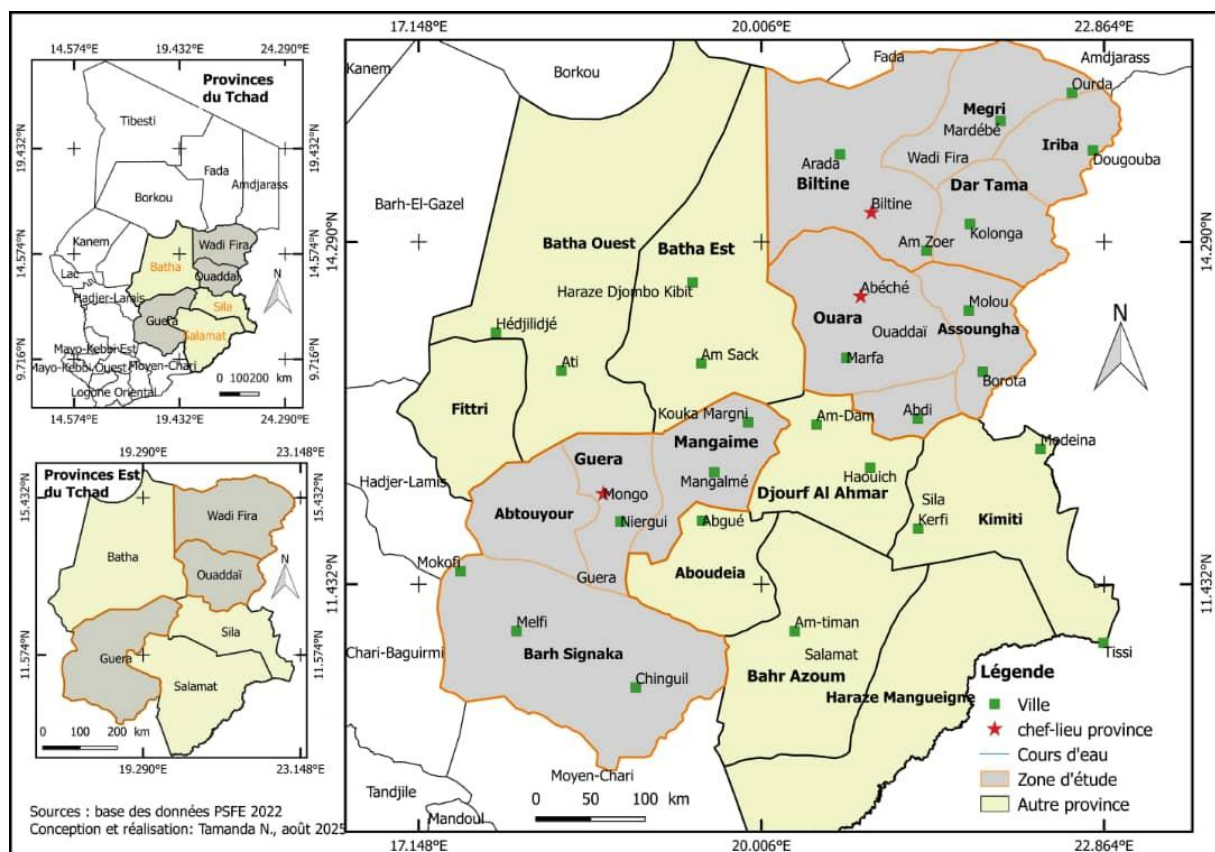 14.574°E
19.432°E
24.290°E
Provinces
du Tchad
Tibesti
19.432°N
19.432°N
Fada
Amdjarass
Borkou
Kanem
Wadi Fira
14.574°N
14.574°N
Batha
Lac
Ouaddaï
Hadjer-Lamis
N
Sila
Guera
Salamat
Mayo-Kebbi Est
9.716°N
9.716°N
Mayo-Kebbi Ouest
Moyen-Chari
Logone Oriental
0 100200 km
14.574°E
19.432°E
24.290°E
19.290°E
23.148°E
Provinces Est
du Tchad
15.432°N
15.432°N
Wadi Fira
Batha
Ouaddaï
N
Sila
Guera
11.574°N
11.574°N
Salamat
0 100 200 km
19.290°E
23.148°E
Sources : base des données PSFE 2022
Conception et réalisation: Tamanda N., août 2025
17.148°E
20.006°E
22.864°E
Kanem
Borkou
Fada
Amdjarass
Ourda
Megri
Mardébé
Iriba
Arada
Wadi Fira
Dougouba
Biltine
Dar Tama
Barh-El-Gazel
Biltine
14.290°N
14.290°N
Batha Ouest
Batha Est
Kolonga
Am Zoer
Haraze Djombo Kibit
Abéché
Molou
Ouara
Ouaddaï
Assoungha
Hédjilidjé
Marfa
Am Sack
Ati
Borota
Fittri
Kouka Margni
Am-Dam
Abdi
Mangaime
Modeina
Guera
Hadjer-Lamis
Mangalmé
Haouich
Djourf Al Ahmar
Sila
Mongo
Abtouyour
Niergui
Abgué
Kerfi
Kimiti
Mokofi
Guera
Aboudeia
11.432°N
11.432°N
Melfi
Am-timan
Chari-Baguirmi
Barh Signaka
Salamat
Tissi
Bahr Azoum
Chinguil
Haraze Mangueigne
Moyen-Chari
Tandjile
Mandoul
0 50 100 km
N
Légende
Ville
chef-lieu province
Cours d'eau
Zone d'étude
Autre province
17.148°E
20.006°E
22.864°E